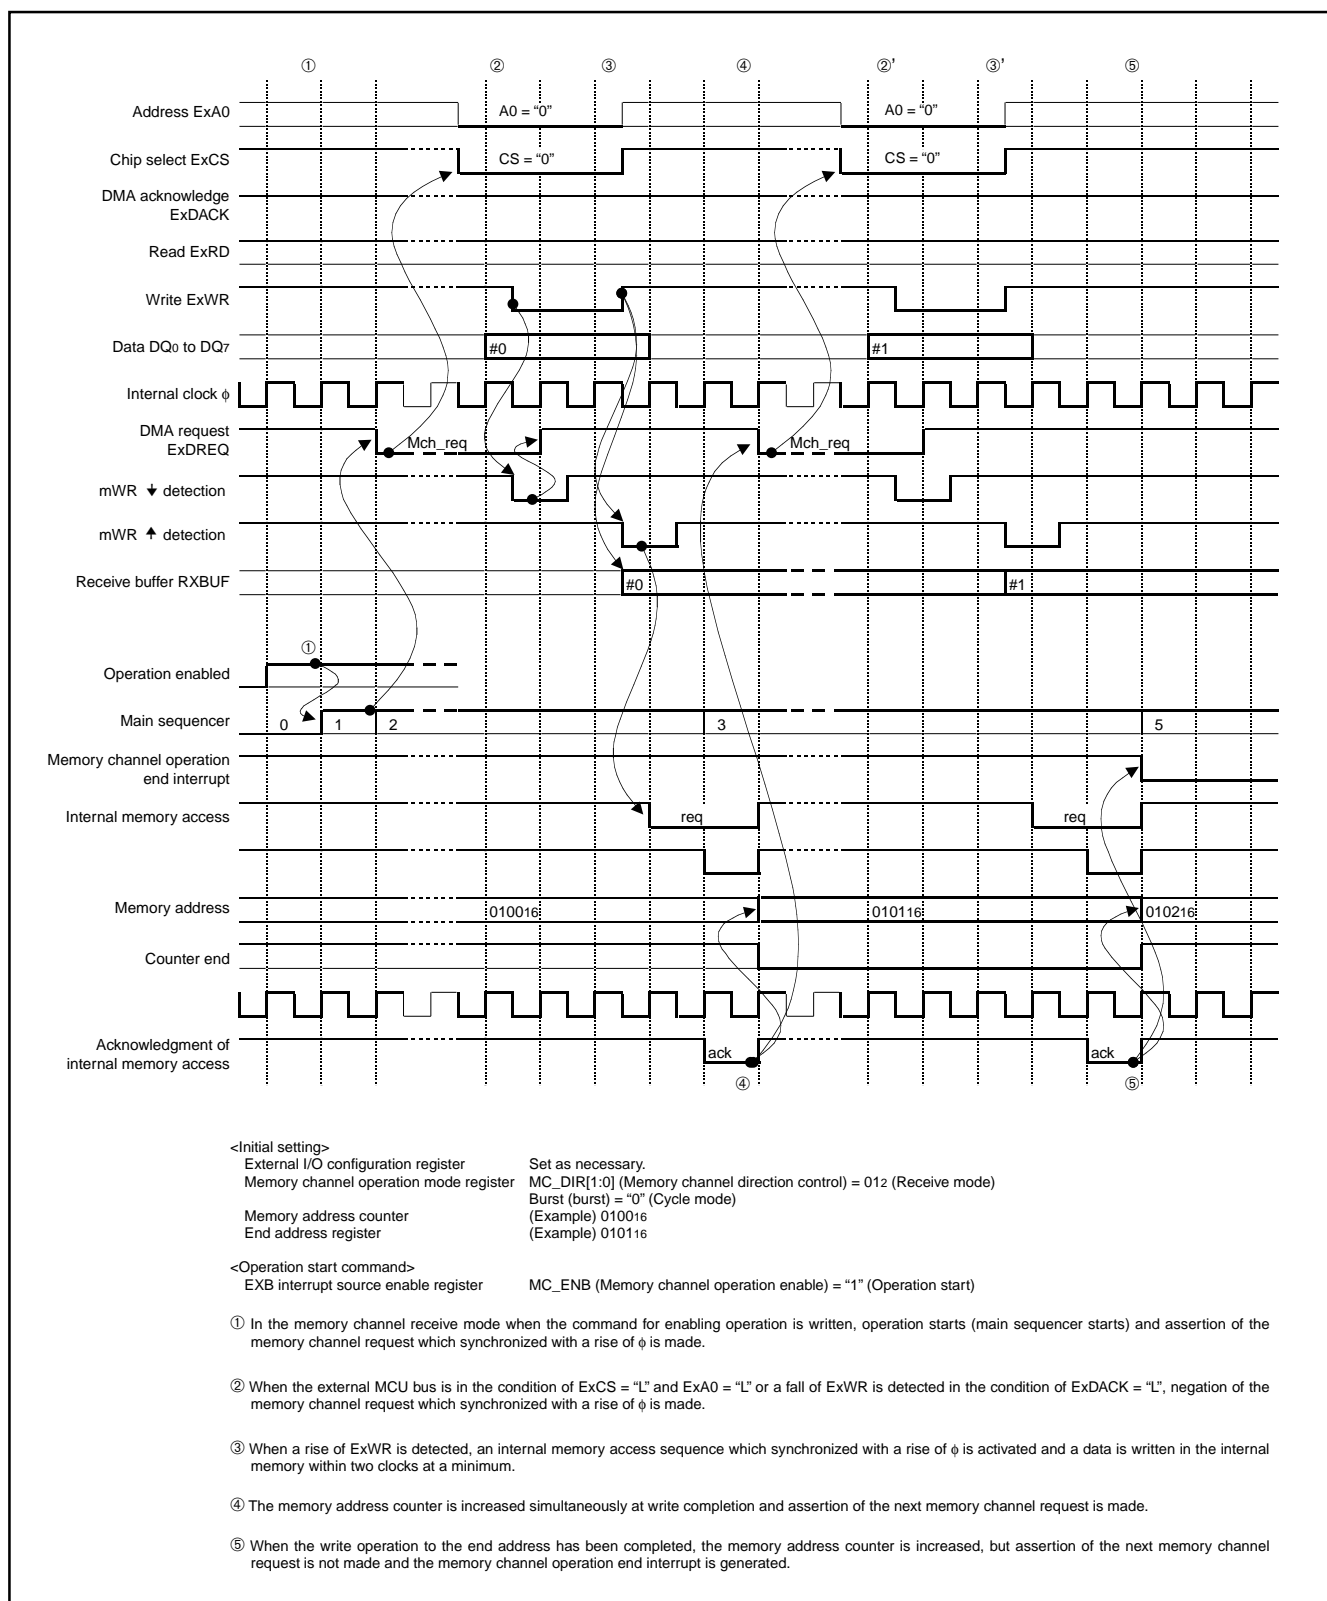 ① ② ③ ④ ②’ ③’ ⑤
Address ExA0 A0 = “0” A0 = “0”
Chip select ExCS CS = “0” CS = “0”
DMA acknowledge
ExDACK
Read ExRD
Write ExWR
Data DQ0 to DQ7 #0 #1
Internal clock φ
DMA request
ExDREQ Mch_req Mch_req
mWR ↓ detection
mWR ↑ detection
Receive buffer RXBUF #0 #1
①
Operation enabled
Main sequencer 0 1 2 3 5
Memory channel operation
end interrupt
Internal memory access req req
Memory address 010016 010116 010216
Counter end
Acknowledgment of
internal memory access ack ack
④ ⑤
<Initial setting>
External I/O configuration register Set as necessary.
Memory channel operation mode register MC_DIR[1:0] (Memory channel direction control) = 012 (Receive mode)
Burst (burst) = “0” (Cycle mode)
Memory address counter (Example) 010016
End address register (Example) 010116
<Operation start command>
EXB interrupt source enable register MC_ENB (Memory channel operation enable) = “1” (Operation start)
① In the memory channel receive mode when the command for enabling operation is written, operation starts (main sequencer starts) and assertion of the
memory channel request which synchronized with a rise of φ is made.
② When the external MCU bus is in the condition of ExCS = “L” and ExA0 = “L” or a fall of ExWR is detected in the condition of ExDACK = “L”, negation of the
memory channel request which synchronized with a rise of φ is made.
③ When a rise of ExWR is detected, an internal memory access sequence which synchronized with a rise of φ is activated and a data is written in the internal
memory within two clocks at a minimum.
④ The memory address counter is increased simultaneously at write completion and assertion of the next memory channel request is made.
⑤ When the write operation to the end address has been completed, the memory address counter is increased, but assertion of the next memory channel
request is not made and the memory channel operation end interrupt is generated.